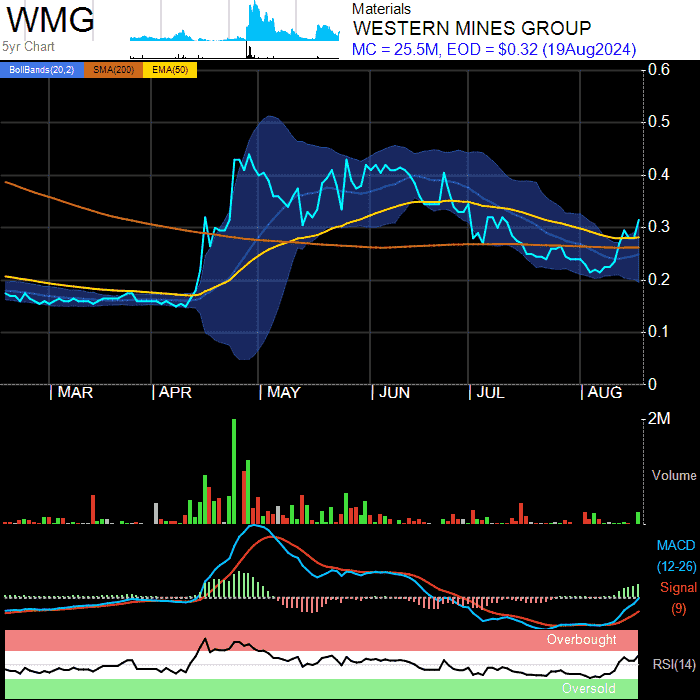 WMG
5yr Chart
Materials
WESTERN MINES GROUP
MC = 25.5M, EOD = $0.32 (19Aug2024)
BollBands(20,2) SMA(200) EMA(50)
0.6
0.5
0.4
0.3
0.2
0.1
0
MAR APR MAY JUN JUL AUG
2M
Volume
MACD
(12-26)
Signal
(9)
Overbought
RSI(14)
Oversold